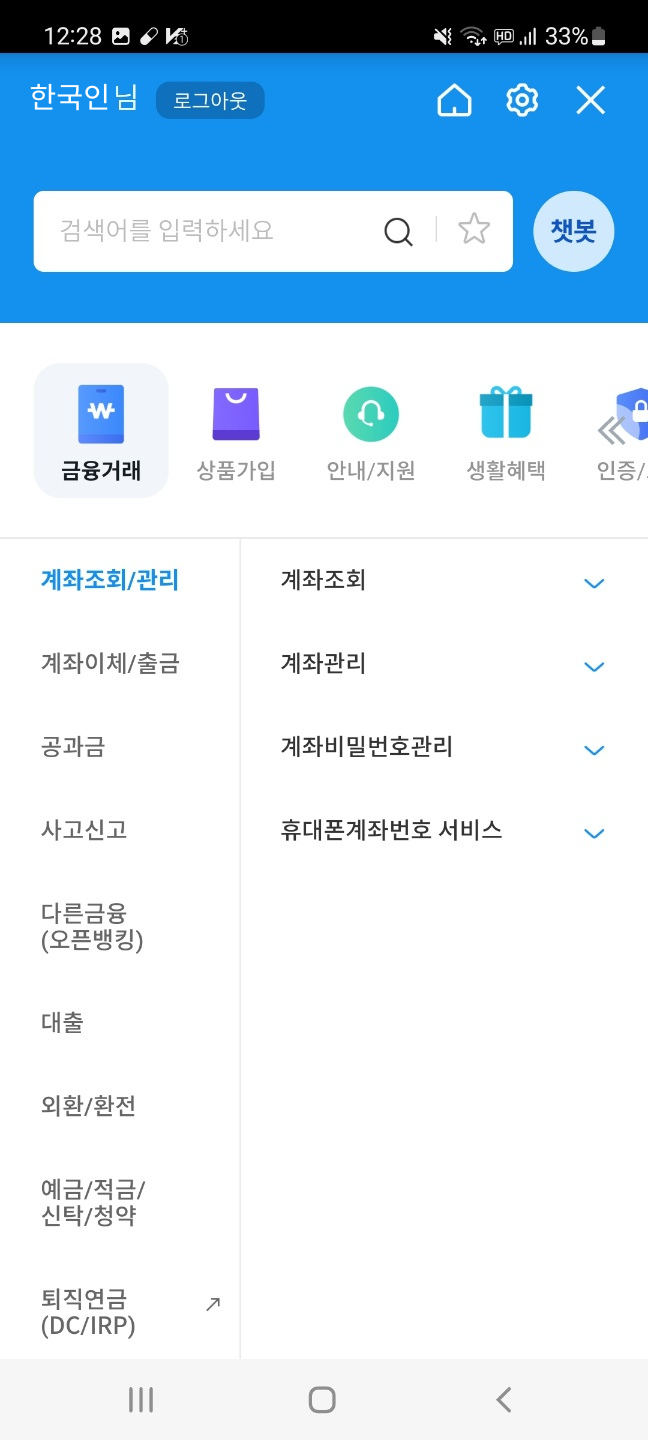 12:28
HD
33%
한국인님
로그아웃
검색어를 입력하세요
챗봇
금융거래
상품가입
안내/지원
생활혜택
인증/
계좌조회/관리
계좌조회
계좌이체/출금
계좌관리
공과금
계좌비밀번호관리
사고신고
휴대폰계좌번호 서비스
다른금융
(오픈뱅킹)
대출
외환/환전
예금/적금/
신탁/청약
퇴직연금
(DC/IRP)